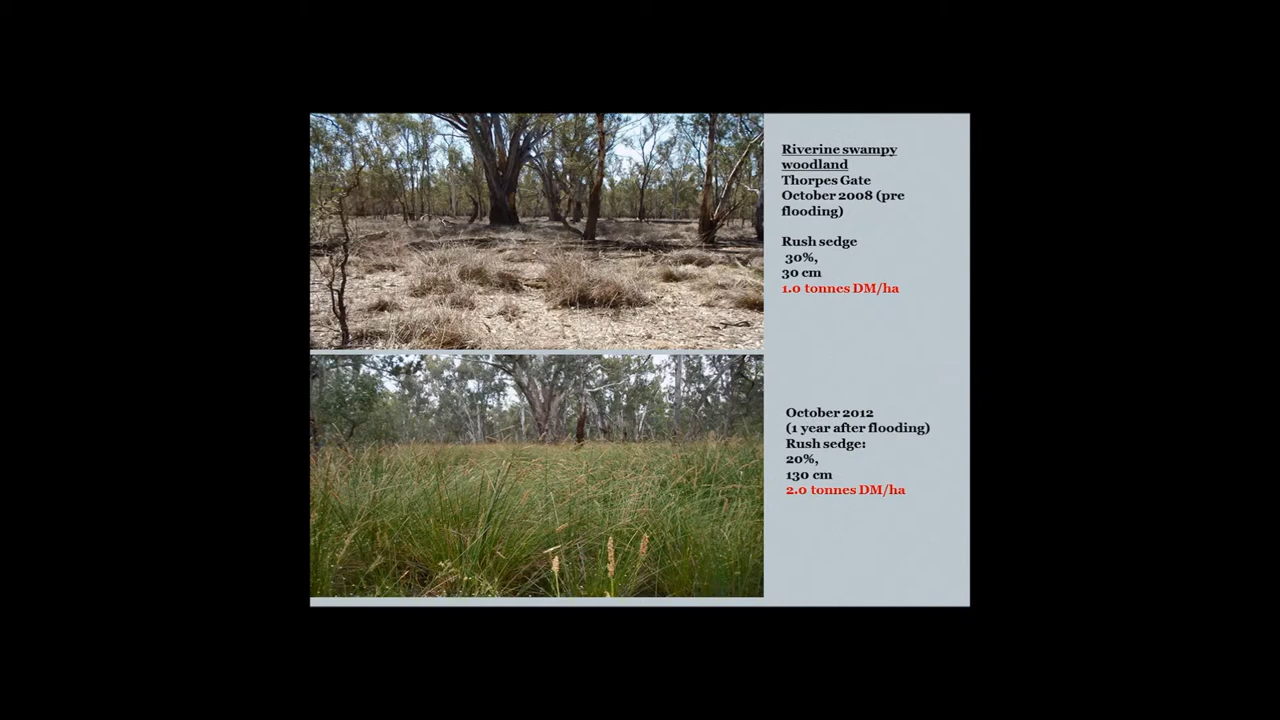 Riverine swampy
woodland
Thorpes Gate
October 2008 (pre
flooding)
Rush sedge
30%,
30 cm
1.0 tonnes DM/ha
October 2012
(1 year after flooding)
Rush sedge:
20%,
130 cm
2.0 tonnes DM/ha